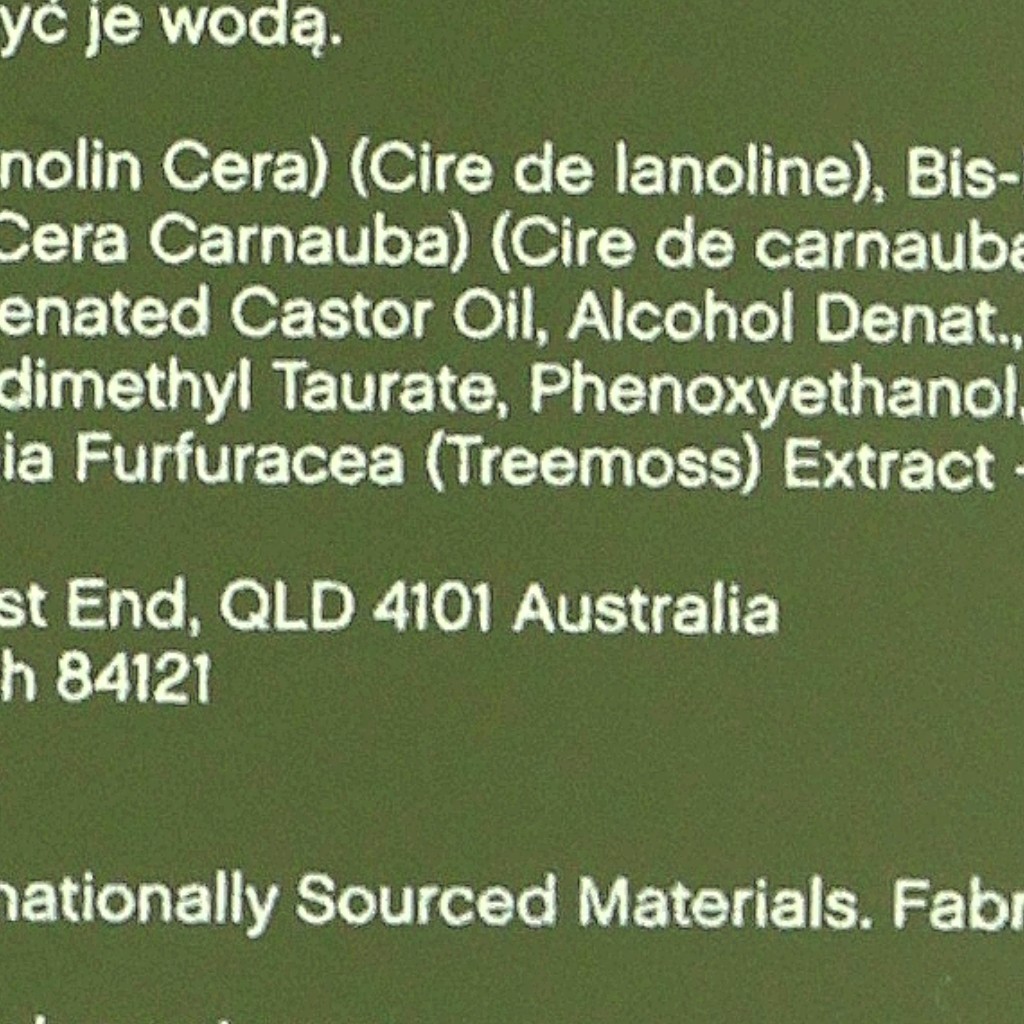 yć je wodą.
nolin Cera) (Cire de lanoline), Bis-
Cera Carnauba) (Cire de carnauba
enated Castor Oil, Alcohol Denat.,
dimethyl Taurate, Phenoxyethanol,
ia Furfuracea (Treemoss) Extract -
st End, QLD 4101 Australia
h 84121
nationally Sourced Materials. Fabr